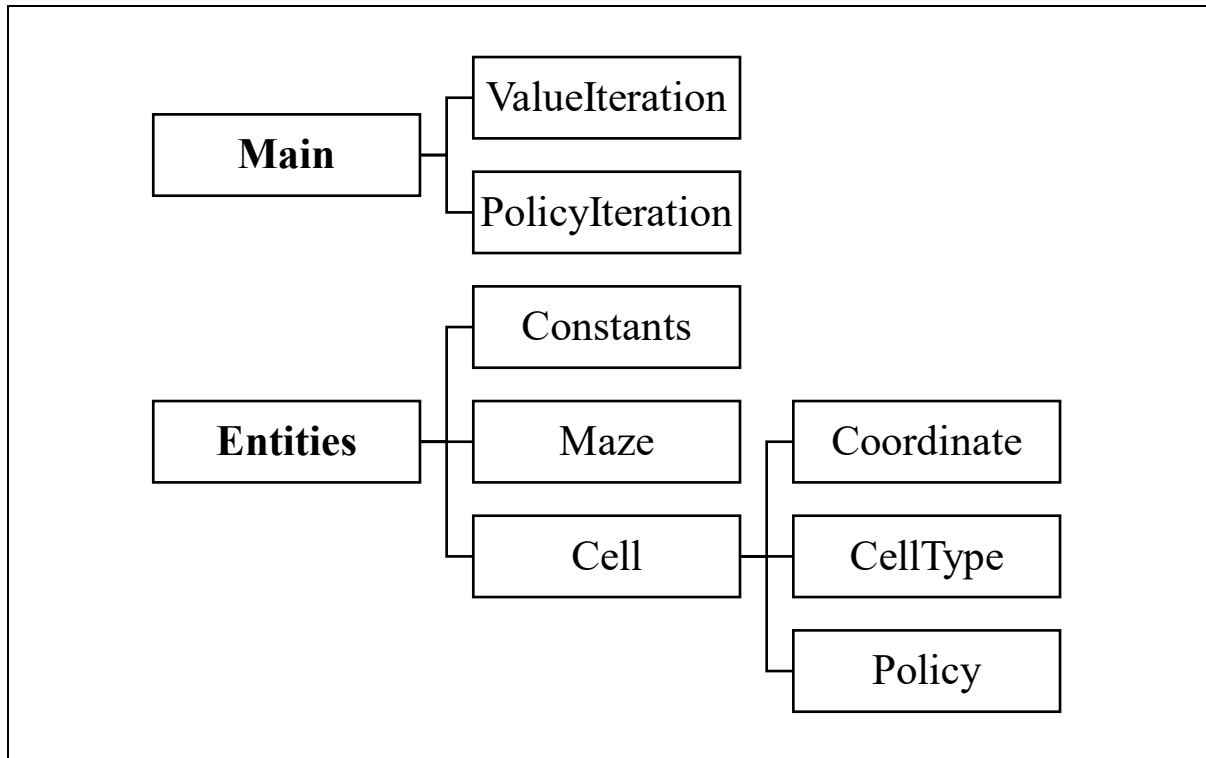 Main
ValueIteration
PolicyIteration
Entities
Constants
Maze
Cell
Coordinate
CellType
Policy